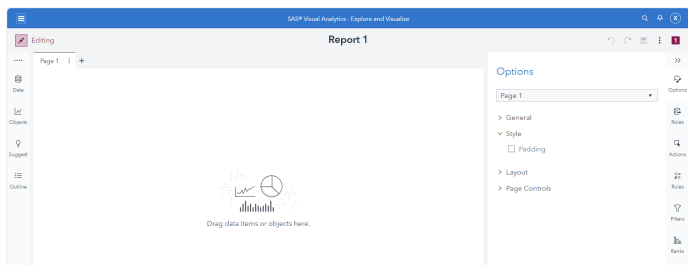 SAS® Visual Analytics - Explore and Visualize
X
Editing
Report 1
1
Page 1
+
Data
Objects
Suggest
Outline
Drag data items or objects here.
Options
Page 1
General
Style
Padding
Layout
Page Controls
Options
Roles
Actions
Rules
Filters
Ranks